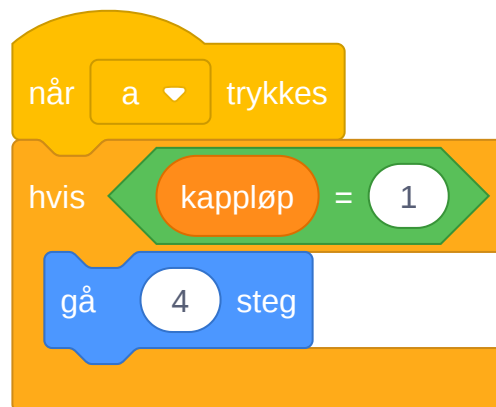 når a trykkes
hvis kappløp = 1
gå 4 steg